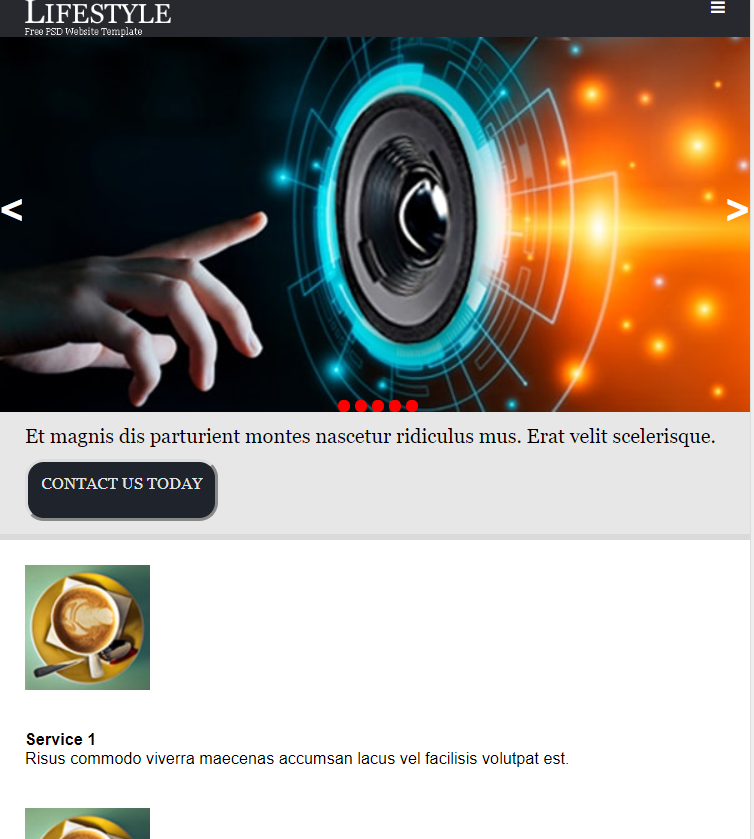 LIFESTYLE
Free PSD Website Template
< >
Et magnis dis parturient montes nascetur ridiculus mus. Erat velit scelerisque.
CONTACT US TODAY
Service 1
Risus commodo viverra maecenas accumsan lacus vel facilisis volutpat est.